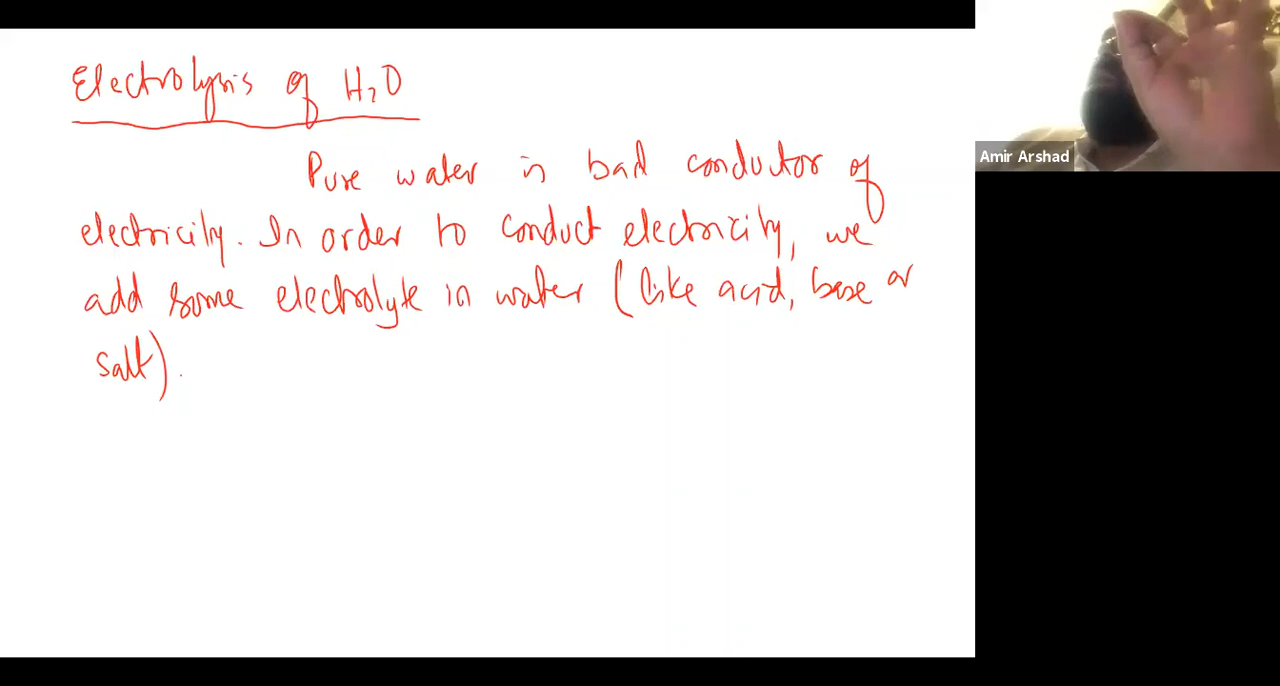 Electrolysis of H₂O
Pure water is bad conductor of
electricity. In order to conduct electricity, we
add some electrolyte in water (like acid, base or
salt).
Amir Arshad